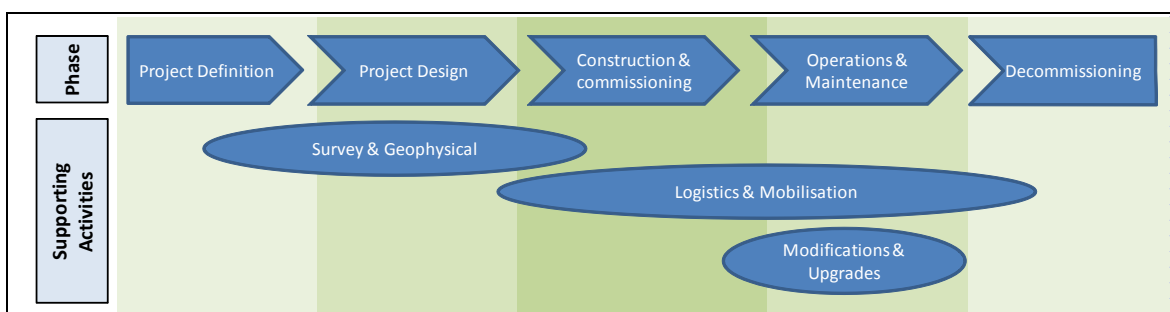 Phase
Project Definition
Project Design
Construction &
commissioning
Operations &
Maintenance
Decommissioning
Supporting
Activities
Survey & Geophysical
Logistics & Mobilisation
Modifications &
Upgrades